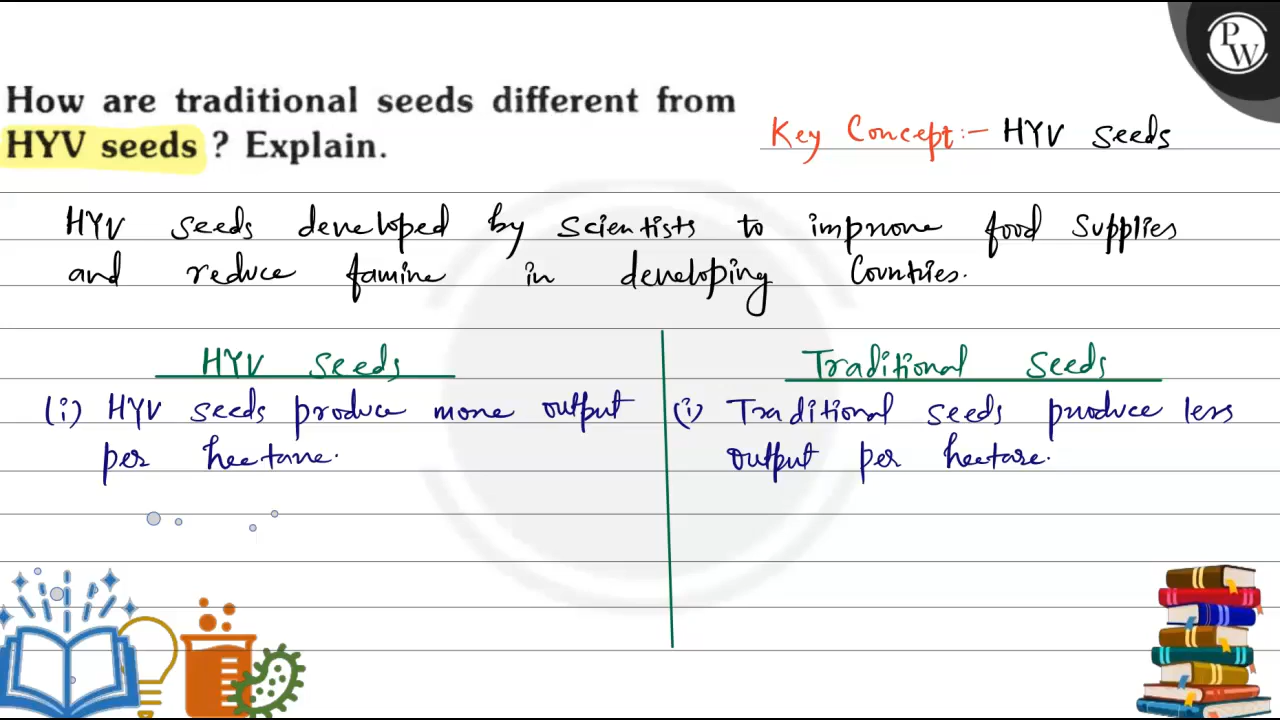 PW
How are traditional seeds different from
HYV seeds ? Explain.
Key Concept:- HYV seeds
HYV seeds developed by scientists to improve food supplies
and reduce famine in developing Countries.
HYV seeds
(i) HYV seeds produce more output
per hectare.
Traditional seeds
(i) Traditional seeds produce less
output per hectare.